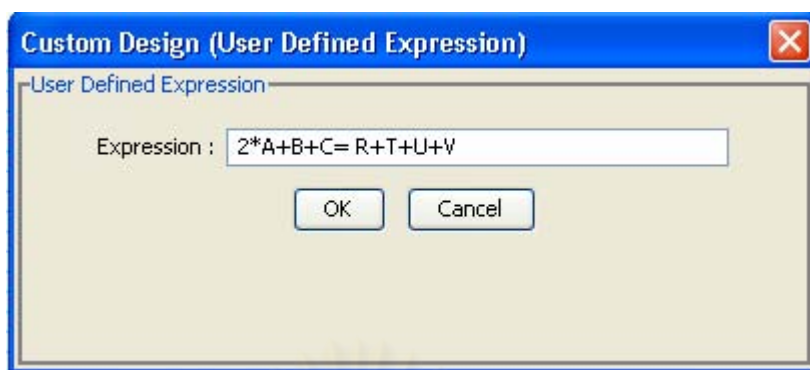 Custom Design (User Defined Expression)
User Defined Expression
Expression : 2*A+B+C= R+T+U+V
OK Cancel